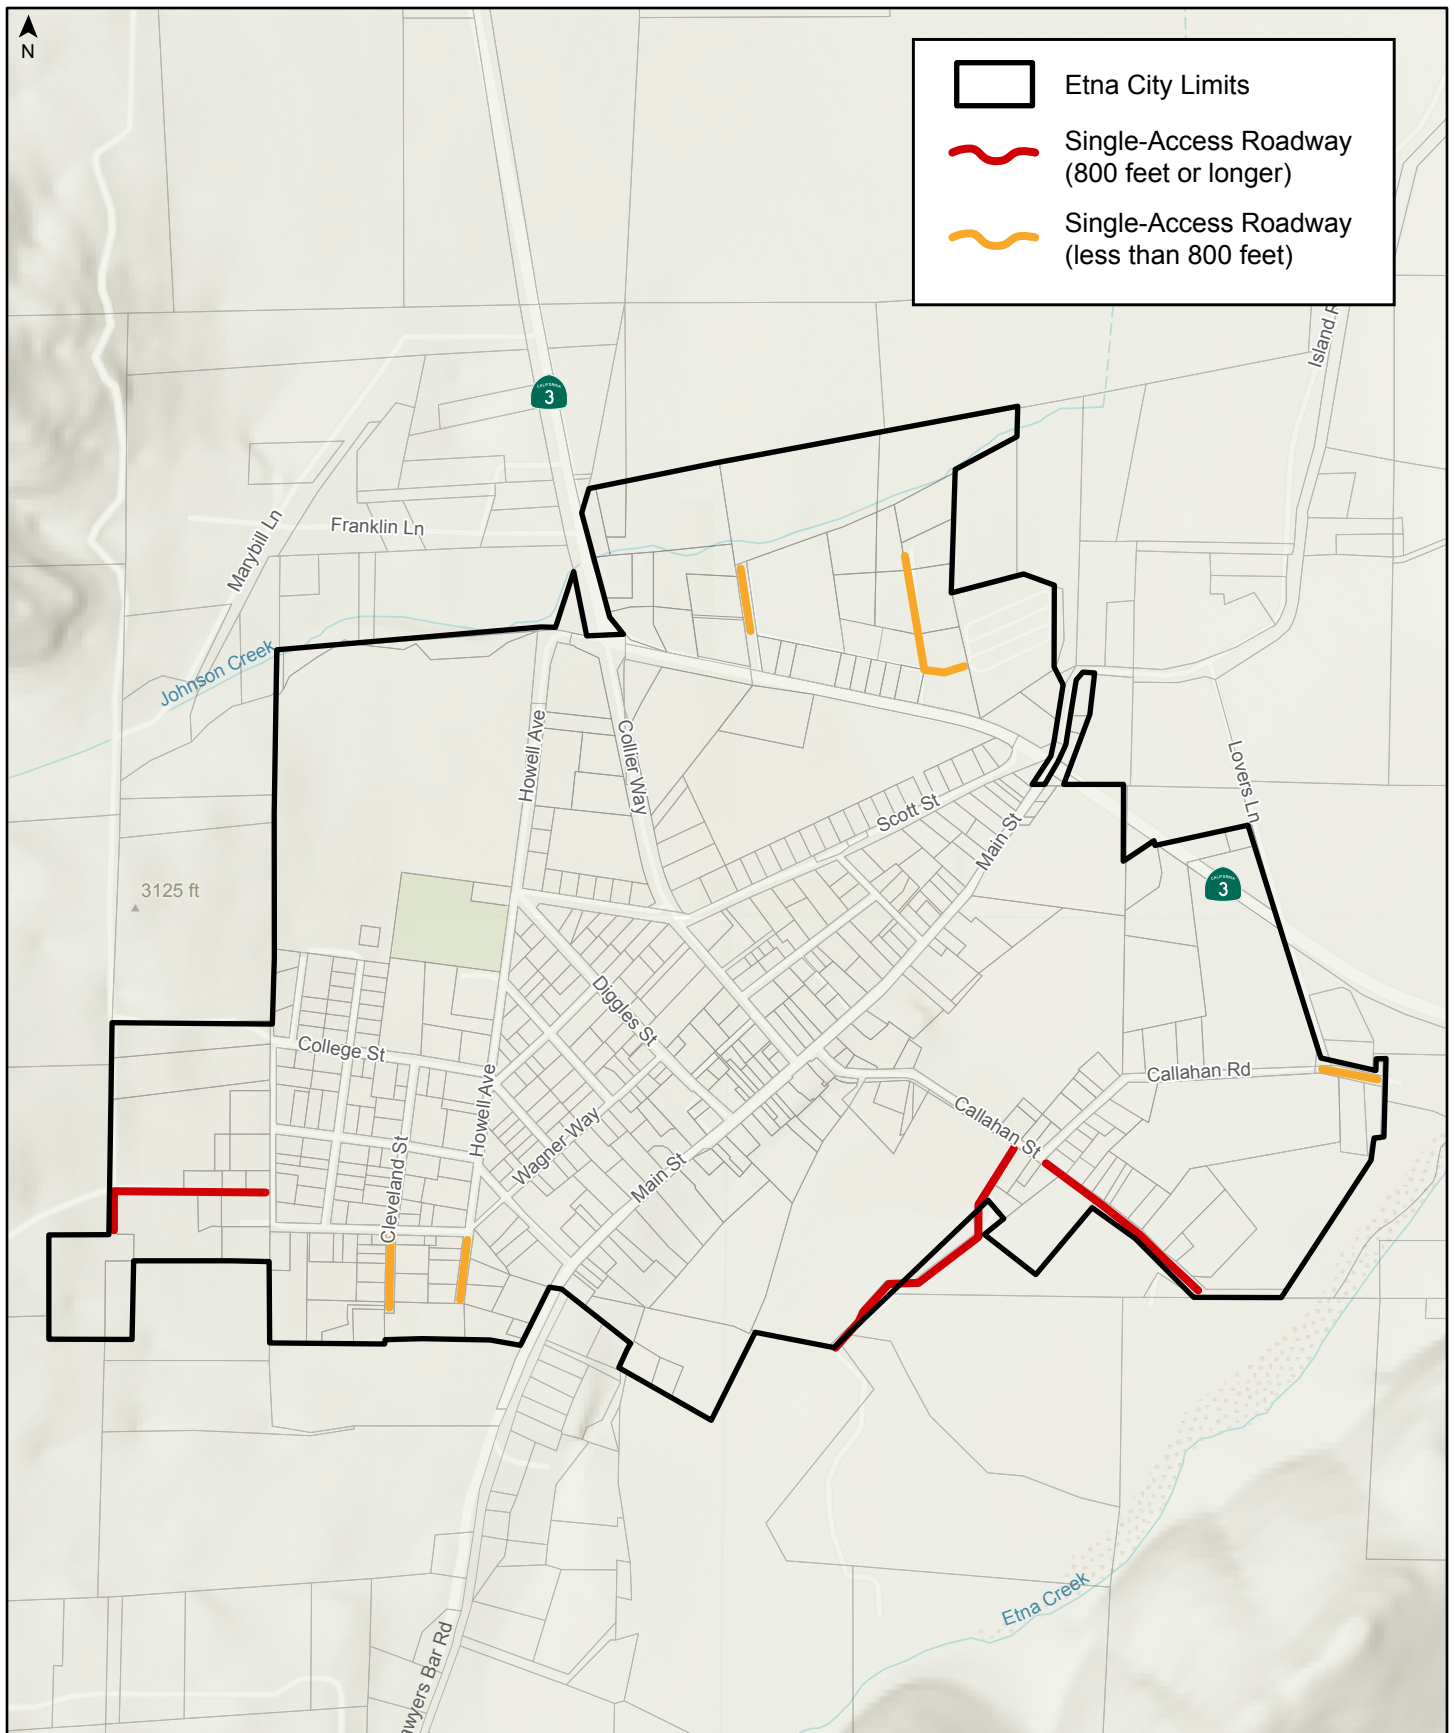 N
Etna City Limits
Single-Access Roadway
(800 feet or longer)
Single-Access Roadway
(less than 800 feet)
Island R
CALIFORNIA
3
Franklin Ln
Marybill Ln
Johnson Creek
Howell Ave
Collier Way
Scott St
Main St
Lovers Ln
3125 ft
CALIFORNIA
3
Diggles St
College St
Callahan Rd
Howell Ave
Callahan St
Wagner Way
Cleveland St
Main St
Etna Creek
awyers Bar Rd